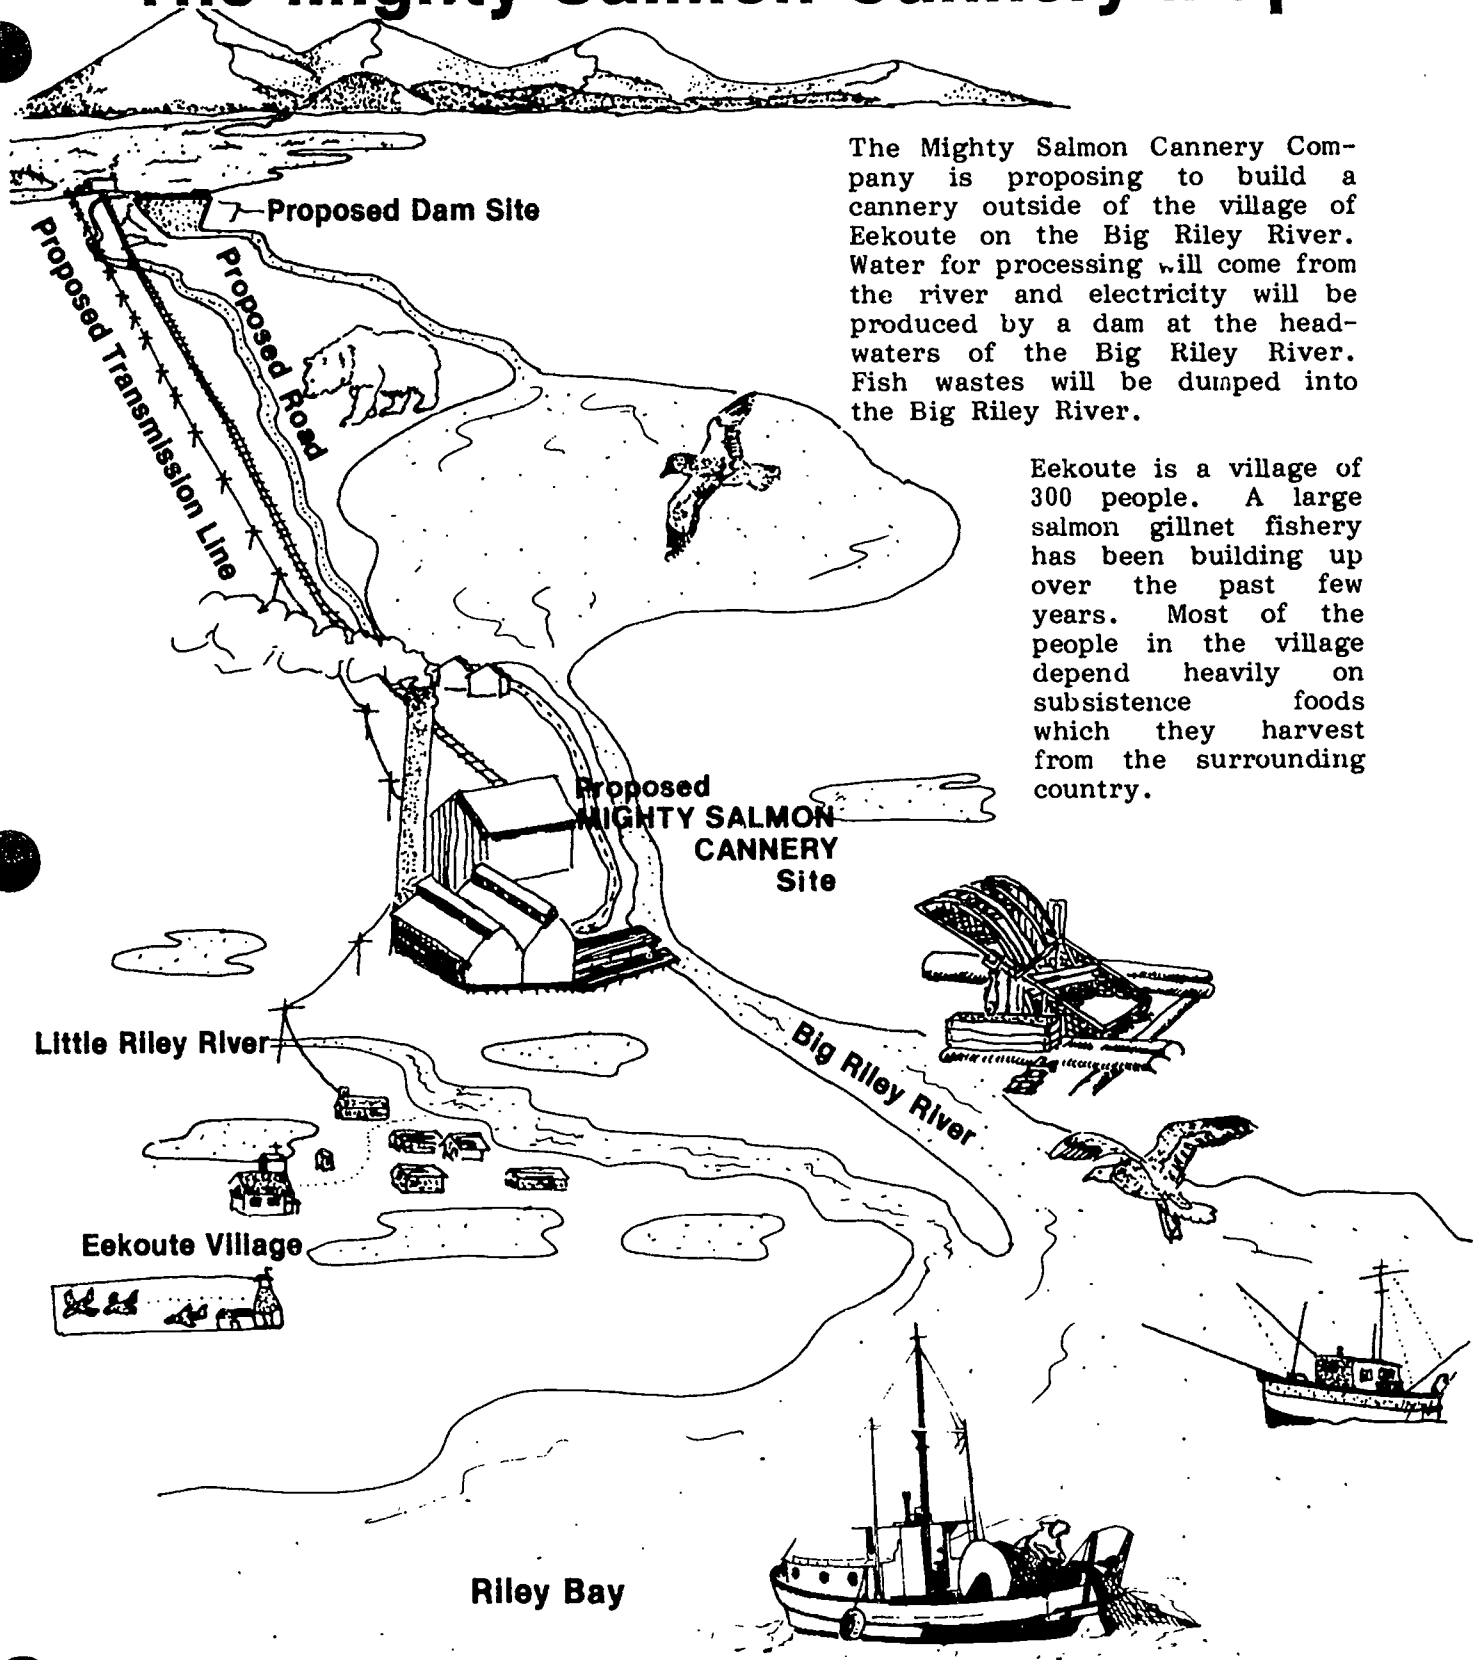 The Mighty Salmon Cannery
Proposed Dam Site
Proposed Road
Proposed Transmission Line
The Mighty Salmon Cannery Com-
pany is proposing to build a
cannery outside of the village of
Eekoute on the Big Riley River.
Water for processing will come from
the river and electricity will be
produced by a dam at the head-
waters of the Big Riley River.
Fish wastes will be dumped into
the Big Riley River.
Eekoute is a village of
300 people. A large
salmon gillnet fishery
has been building up
over the past few
years. Most of the
people in the village
depend heavily on
subsistence foods
which they harvest
from the surrounding
country.
Proposed
MIGHTY SALMON
CANNERY
Site
Little Riley River
Big Riley River
Eekoute Village
Riley Bay